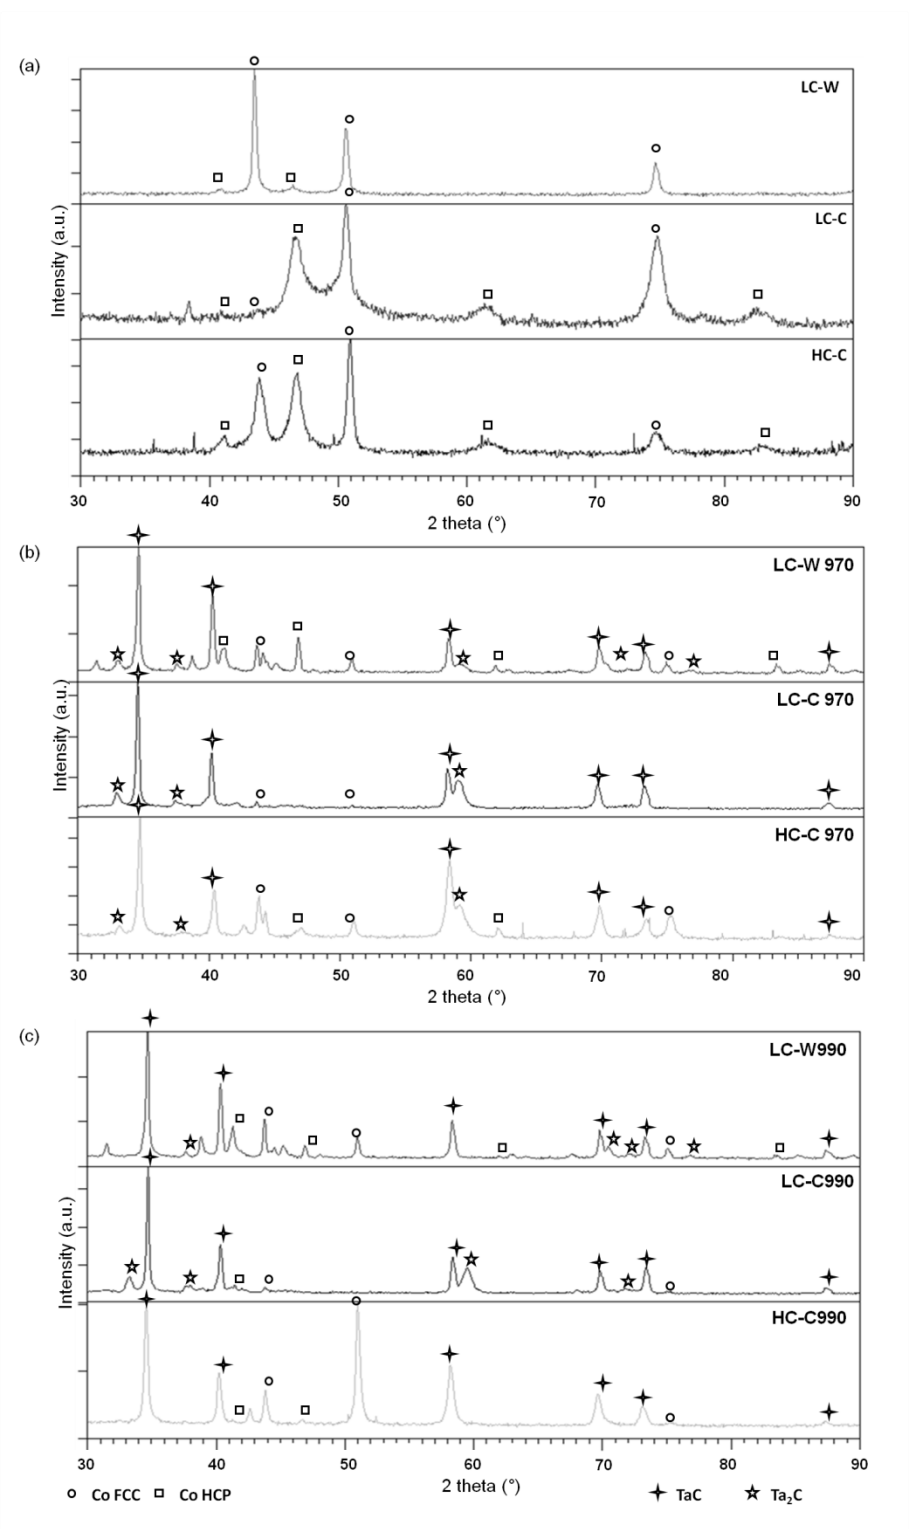 (a)
LC-W
LC-C
HC-C
Intensity (a.u.)
30 40 50 60 70 80 90
2 theta (°)
(b)
LC-W 970
LC-C 970
HC-C 970
Intensity (a.u.)
30 40 50 60 70 80 90
2 theta (°)
(c)
LC-W990
LC-C990
HC-C990
Intensity (a.u.)
30 40 50 60 70 80 90
2 theta (°)
Co FCC Co HCP TaC Ta₂C